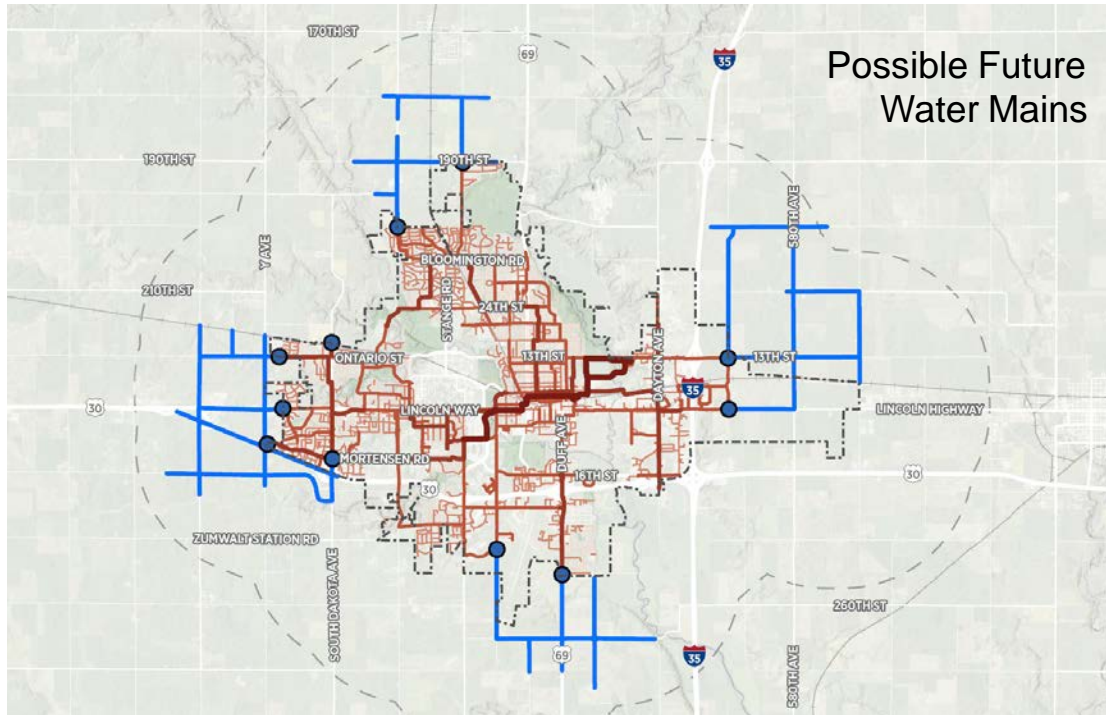 Possible Future
Water Mains
170TH ST
69
35
190TH ST
190TH ST
580TH AVE
Y AVE
BLOOMINGTON RD
210TH ST
STANGE RD
24TH ST
ONTARIO ST
13TH ST
DAYTON AVE
13TH ST
35
30
LINCOLN WAY
LINCOLN HIGHWAY
DUFF AVE
MORTENSEN RD
16TH ST
30
30
ZUMWALT STATION RD
SOUTH DAKOTA AVE
260TH ST
69
35
580TH AVE